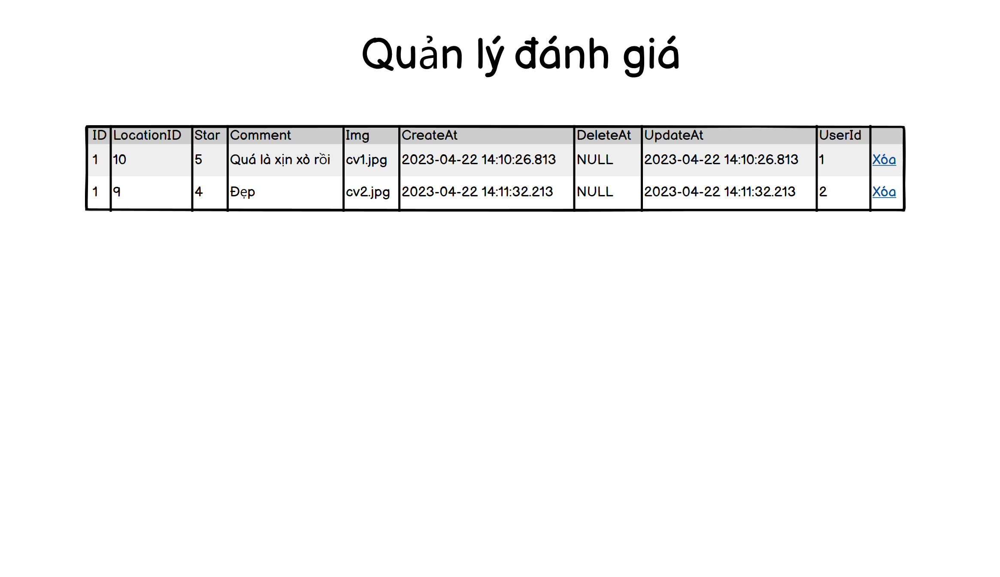 Quản lý đánh giá
ID LocationID Star Comment Img CreateAt DeleteAt UpdateAt UserId
1 10 5 Quá là xịn xò rồi cv1.jpg 2023-04-22 14:10:26.813 NULL 2023-04-22 14:10:26.813 1 Xóa
1 9 4 Đẹp cv2.jpg 2023-04-22 14:11:32.213 NULL 2023-04-22 14:11:32.213 2 Xóa